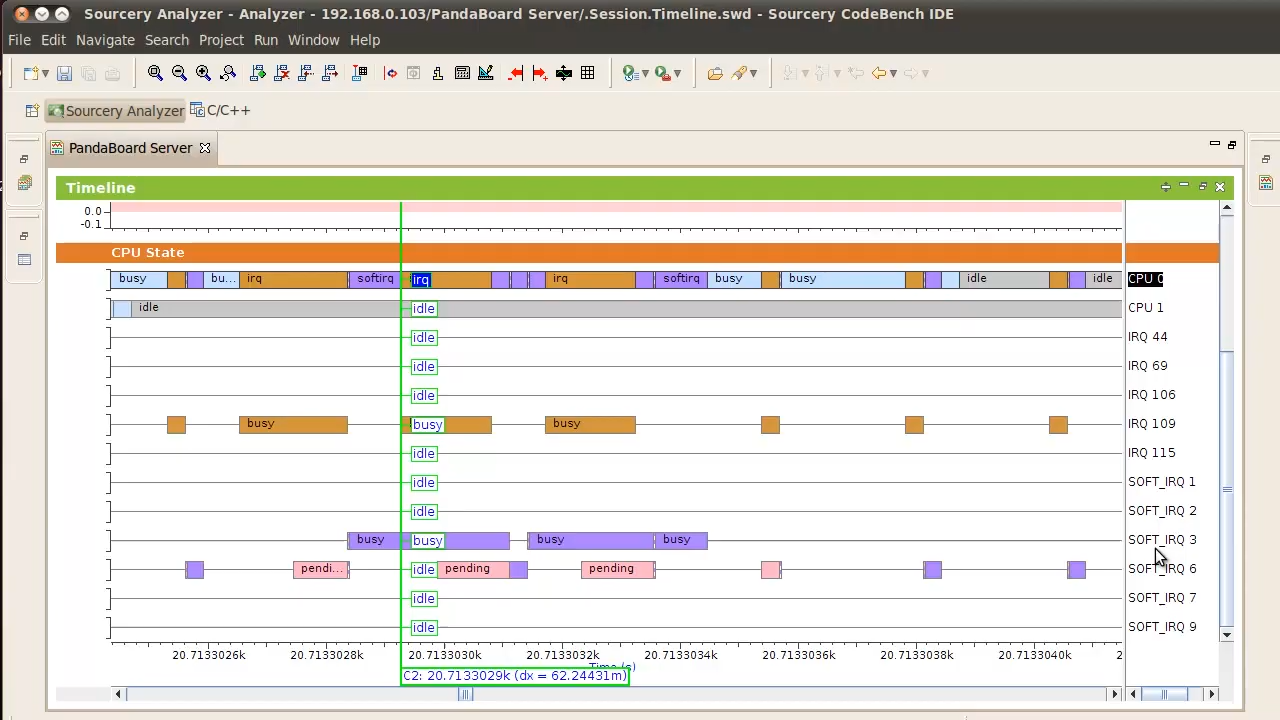 Sourcery Analyzer - Analyzer - 192.168.0.103/PandaBoard Server/.Session.Timeline.swd - Sourcery CodeBench IDE
File Edit Navigate Search Project Run Window Help
Sourcery Analyzer C/C++
PandaBoard Server
Timeline
0.0
-0.1
CPU State
busy bu... irq softirq irq irq softirq busy busy idle idle CPU 0
idle idle CPU 1
idle IRQ 44
idle IRQ 69
idle IRQ 106
busy busy busy IRQ 109
idle IRQ 115
idle SOFT_IRQ 1
idle SOFT_IRQ 2
busy busy busy busy SOFT_IRQ 3
pendi... idle pending pending SOFT_IRQ 6
idle SOFT_IRQ 7
idle SOFT_IRQ 9
20.7133026k 20.7133028k 20.7133030k 20.7133032k 20.7133034k 20.7133036k 20.7133038k 20.7133040k 2
Time (s)
C2: 20.7133029k (dx = 62.24431m)